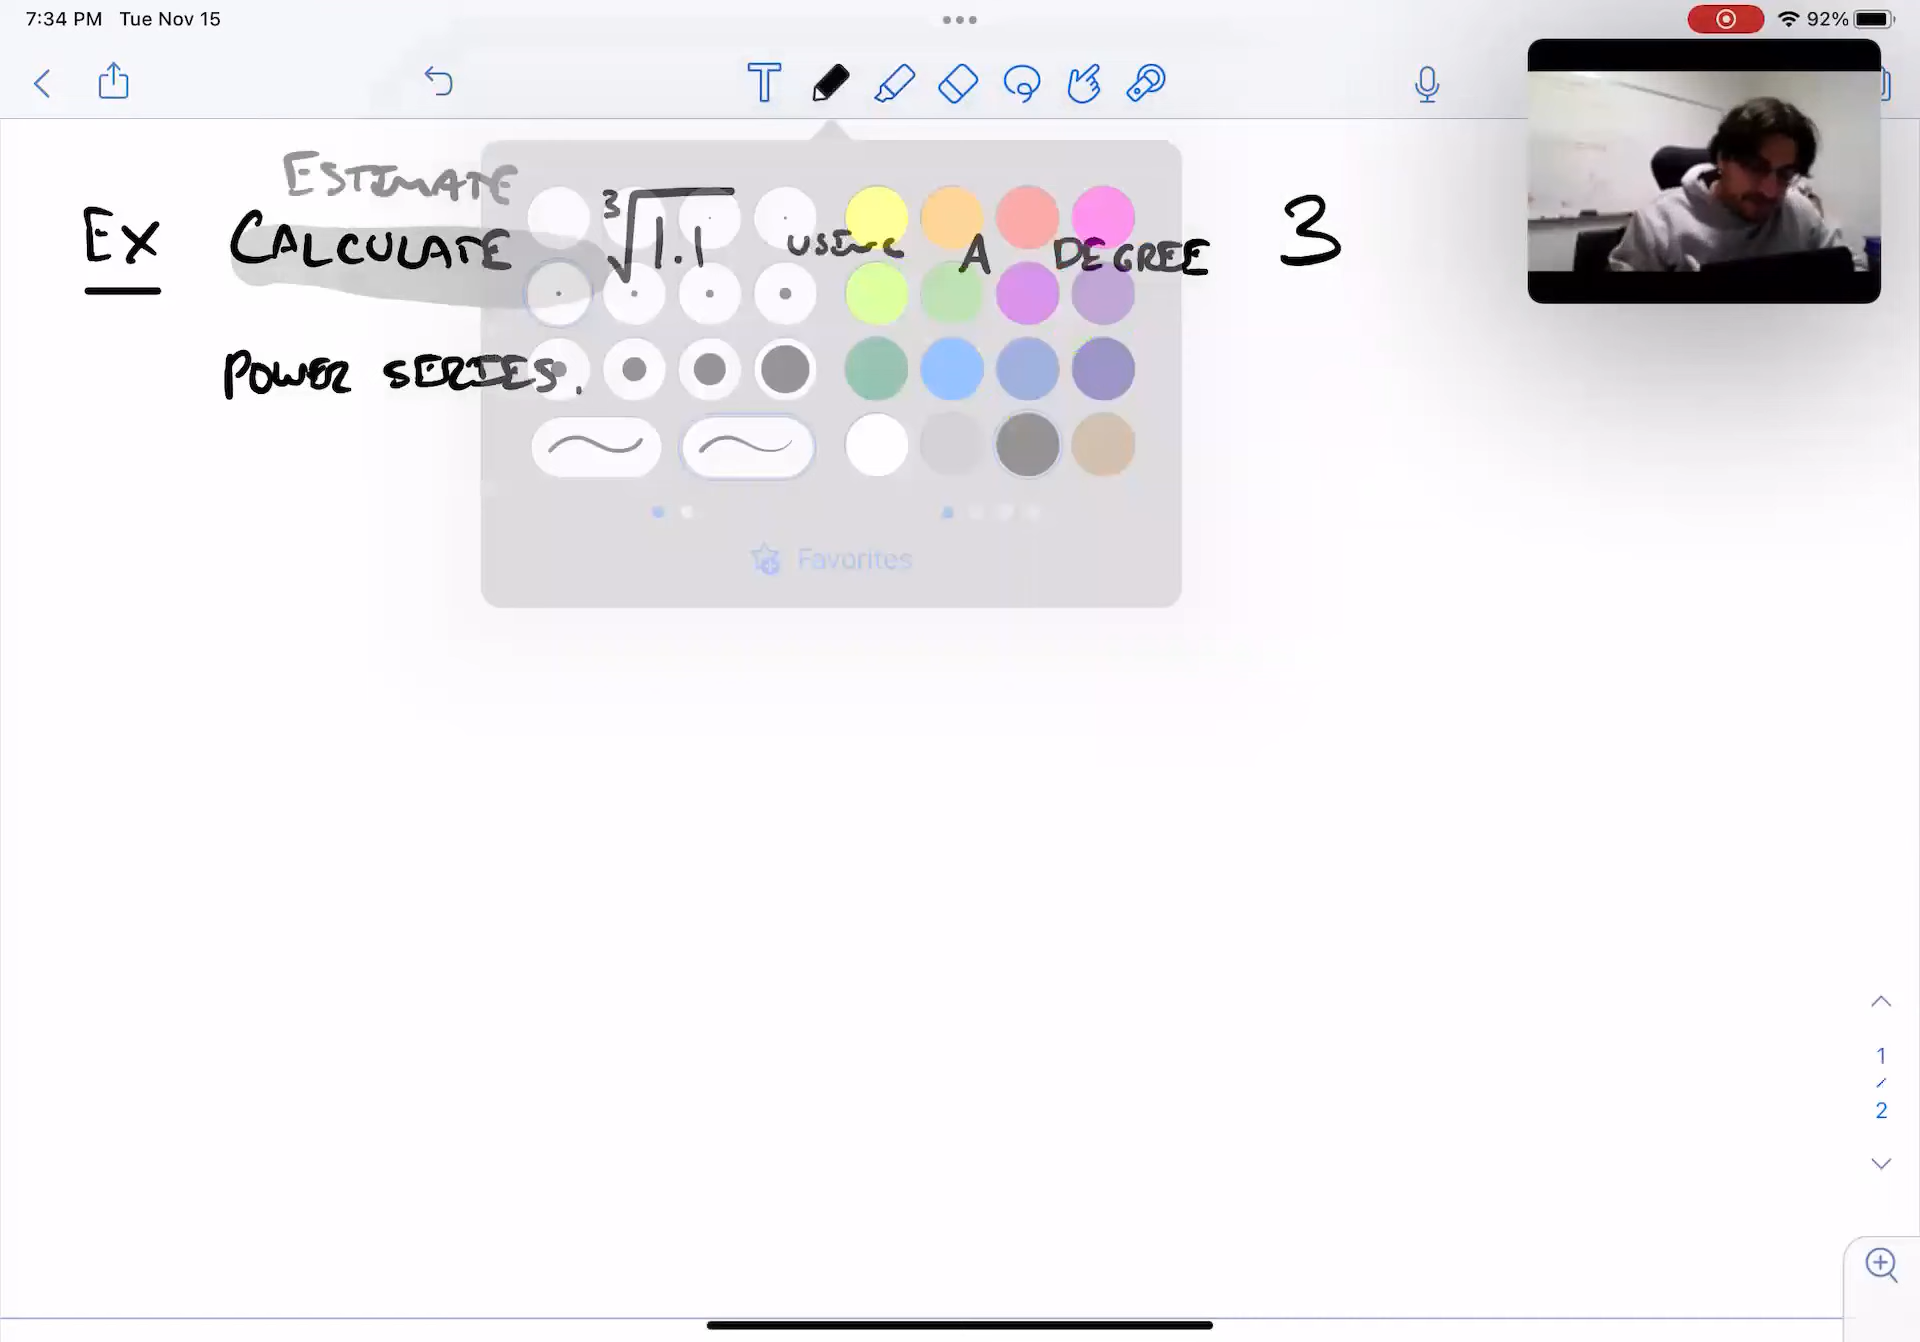 7:34 PM Tue Nov 15
92%
ESTIMATE
Ex CALCULATE ∛1.1 USING A DEGREE 3
POWER SERIES.
Favorites
1
/
2